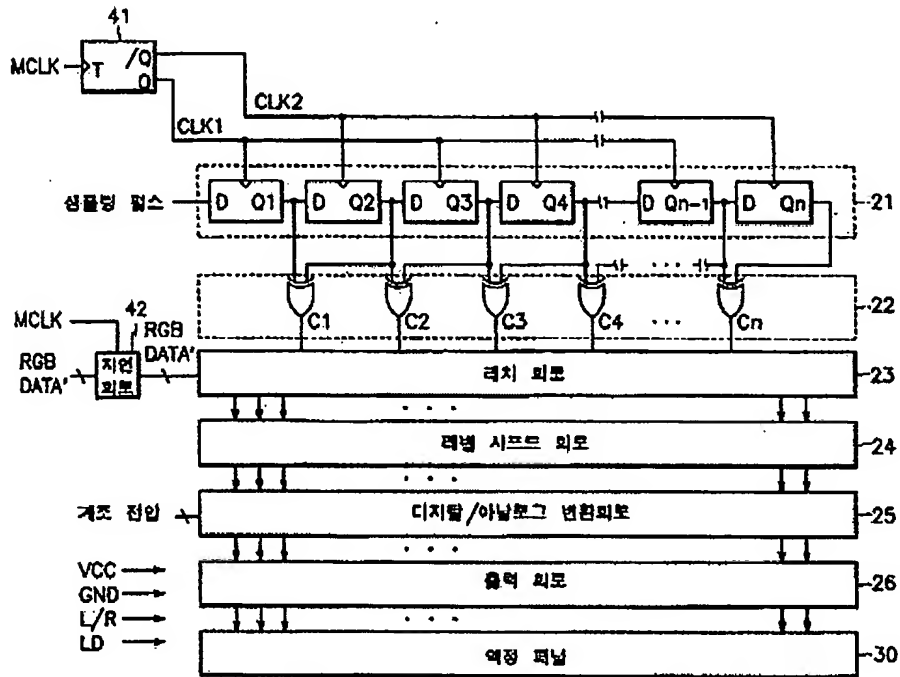 41
MCLK
T
/Q
Q
CLK2
CLK1
샘플링 펄스
D Q1
D Q2
D Q3
D Q4
D Qn-1
D Qn
21
C1
C2
C3
C4
. . .
Cn
22
MCLK
42
RGB
DATA'
RGB
DATA'
지연
회로
래치 회로
23
레벨 시프트 회로
24
계조 전압
디지탈/아날로그 변환회로
25
VCC
GND
L/R
LD
출력 회로
26
액정 패널
30